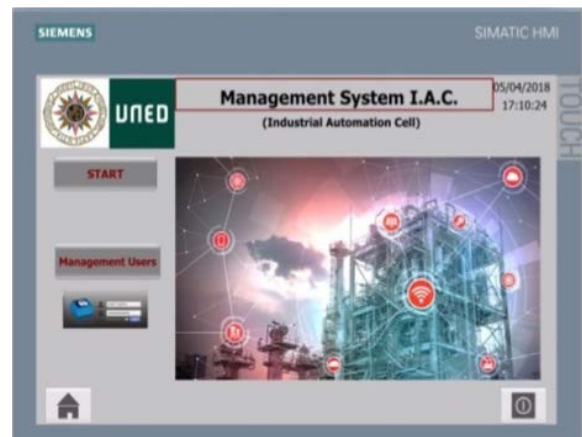 SIEMENS
SIMATIC HMI
TOUCH
UNED
Management System I.A.C.
(Industrial Automation Cell)
05/04/2018
17:10:24
START
Management Users